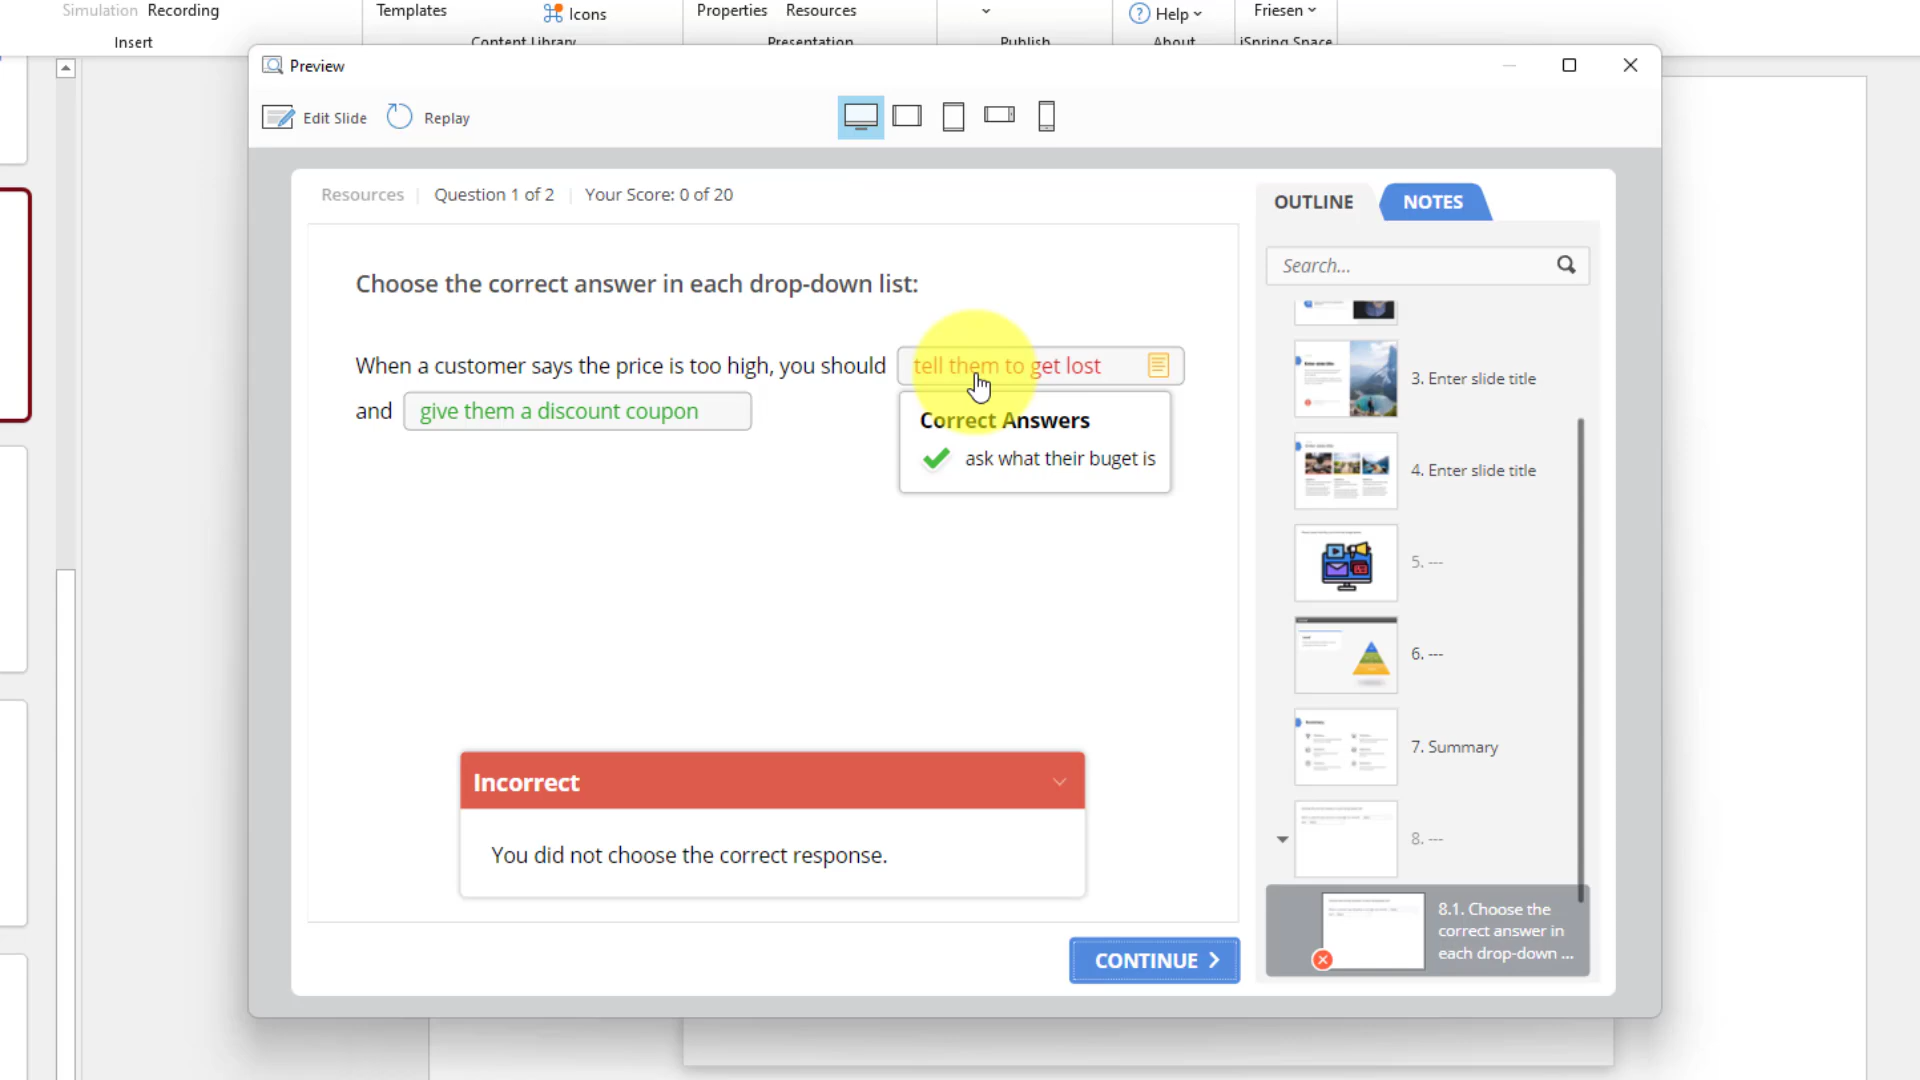 Simulation Recording
Templates
Icons
Properties Resources
Help
Friesen
Insert
Content Library
Presentation
Publish
About
iSpring Space
Preview
Edit Slide Replay
Resources Question 1 of 2 Your Score: 0 of 20
OUTLINE NOTES
Search...
Choose the correct answer in each drop-down list:
When a customer says the price is too high, you should tell them to get lost
and give them a discount coupon
Correct Answers
ask what their buget is
3. Enter slide title
4. Enter slide title
5. ---
6. ---
7. Summary
8. ---
8.1. Choose the
correct answer in
each drop-down ...
Incorrect
You did not choose the correct response.
CONTINUE